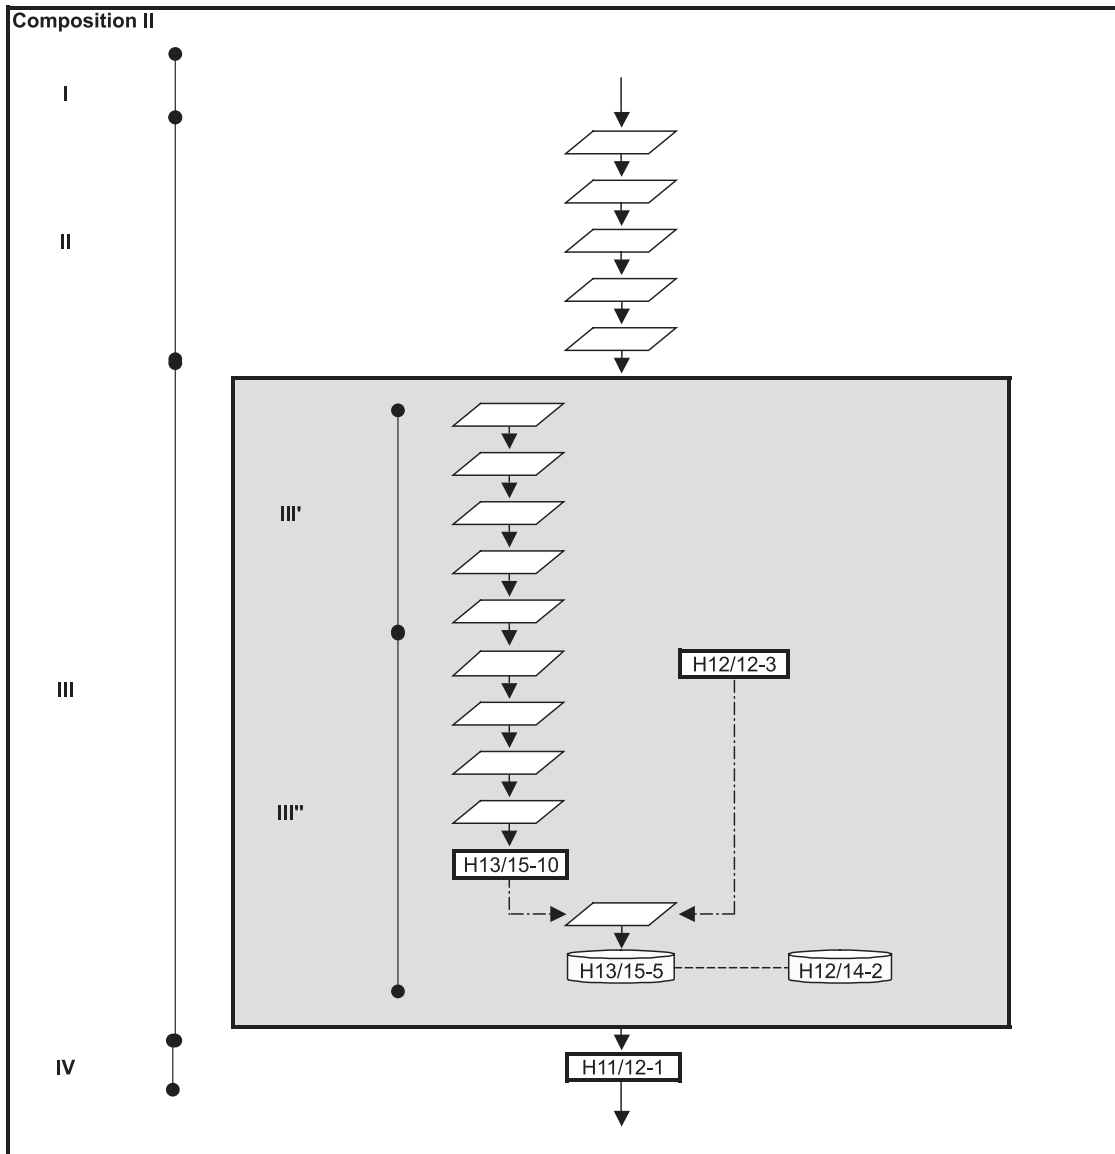 Composition II
I
II
III'
H12/12-3
III
III"
H13/15-10
H13/15-5
H12/14-2
IV
H11/12-1